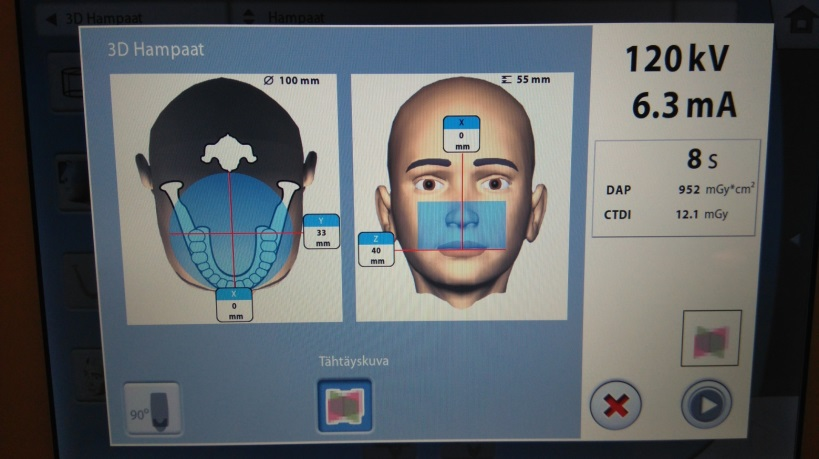 3D Hampaat
Hampaat
3D Hampaat
Ø 100 mm
55 mm
120 kV
6.3 mA
8 s
DAP 952 mGy*cm²
CTDI 12.1 mGy
X
0
mm
Y
33
mm
Z
40
mm
X
0
mm
Tähtäyskuva
90°